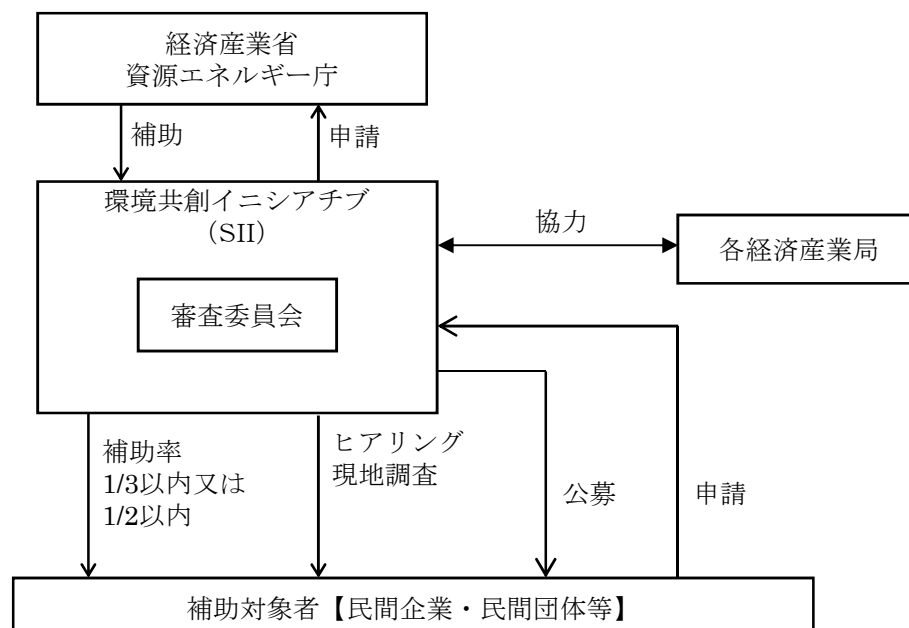 経済産業省
資源エネルギー庁
補助
申請
環境共創イニシアチブ
（SII）
協力
各経済産業局
審査委員会
補助率
1/3以内又は
1/2以内
ヒアリング
現地調査
公募
申請
補助対象者【民間企業・民間団体等】